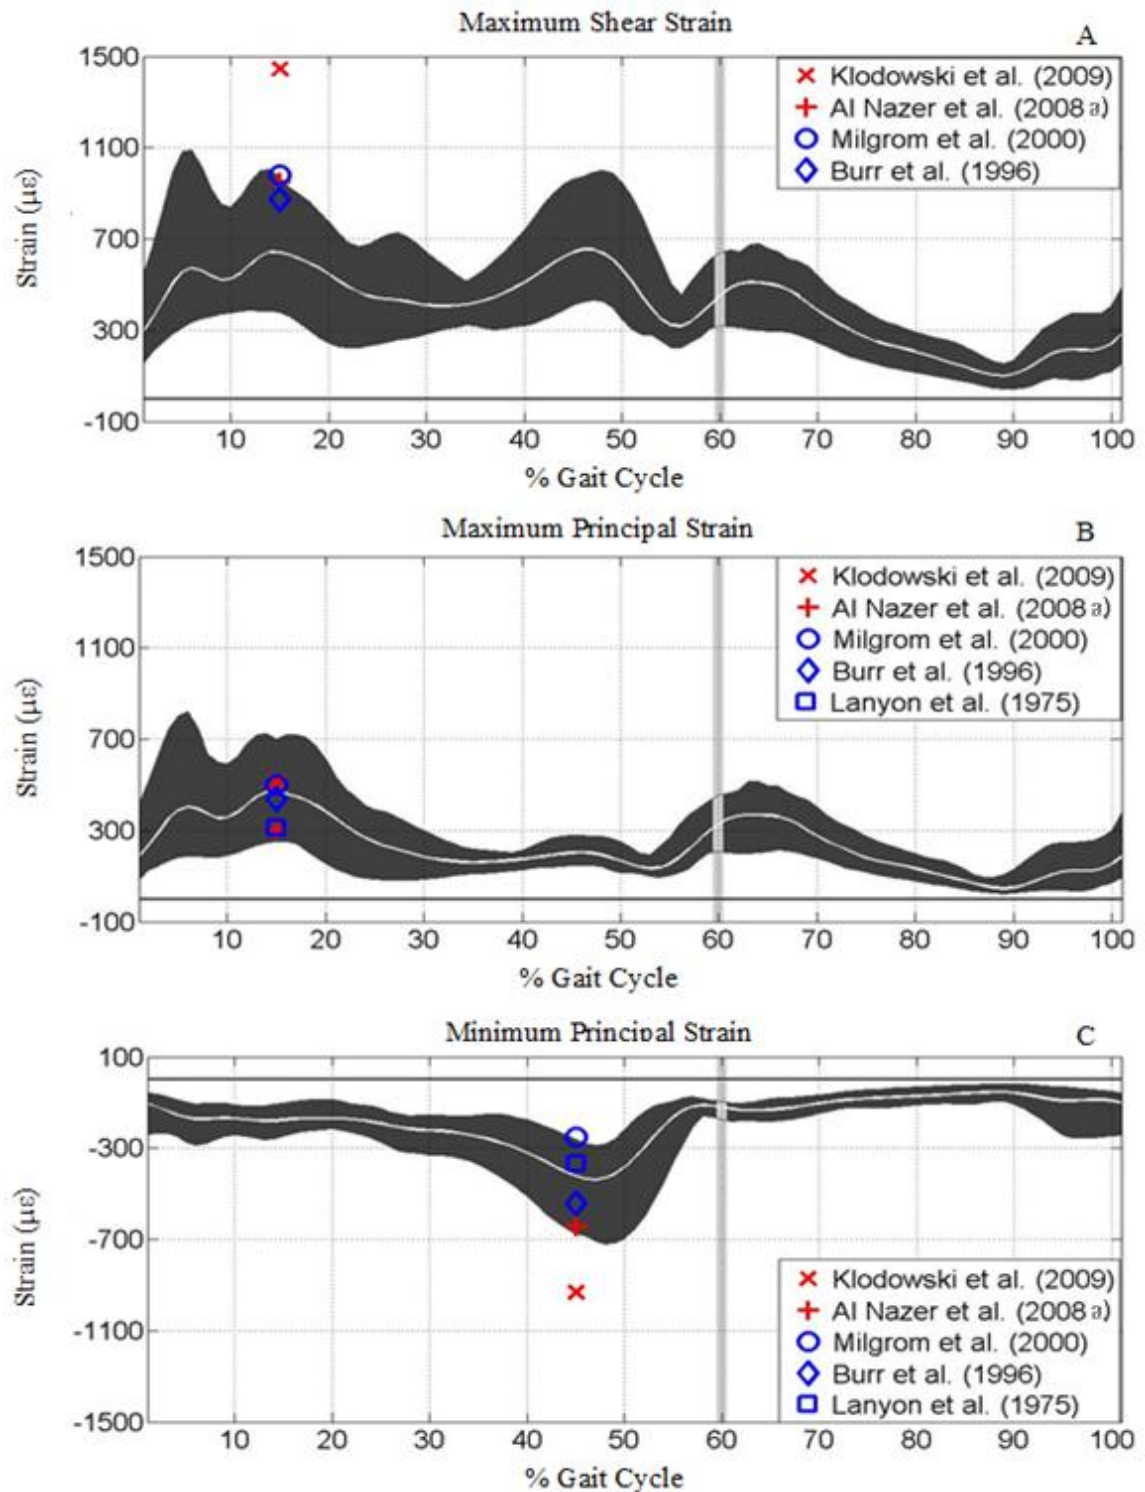 Maximum Shear Strain
A
1500
1100
700
300
-100
Strain (με)
Klodowski et al. (2009)
Al Nazer et al. (2008a)
Milgrom et al. (2000)
Burr et al. (1996)
10 20 30 40 50 60 70 80 90 100
% Gait Cycle
Maximum Principal Strain
B
1500
1100
700
300
-100
Strain (με)
Klodowski et al. (2009)
Al Nazer et al. (2008a)
Milgrom et al. (2000)
Burr et al. (1996)
Lanyon et al. (1975)
10 20 30 40 50 60 70 80 90 100
% Gait Cycle
Minimum Principal Strain
C
100
-300
-700
-1100
-1500
Strain (με)
Klodowski et al. (2009)
Al Nazer et al. (2008a)
Milgrom et al. (2000)
Burr et al. (1996)
Lanyon et al. (1975)
10 20 30 40 50 60 70 80 90 100
% Gait Cycle